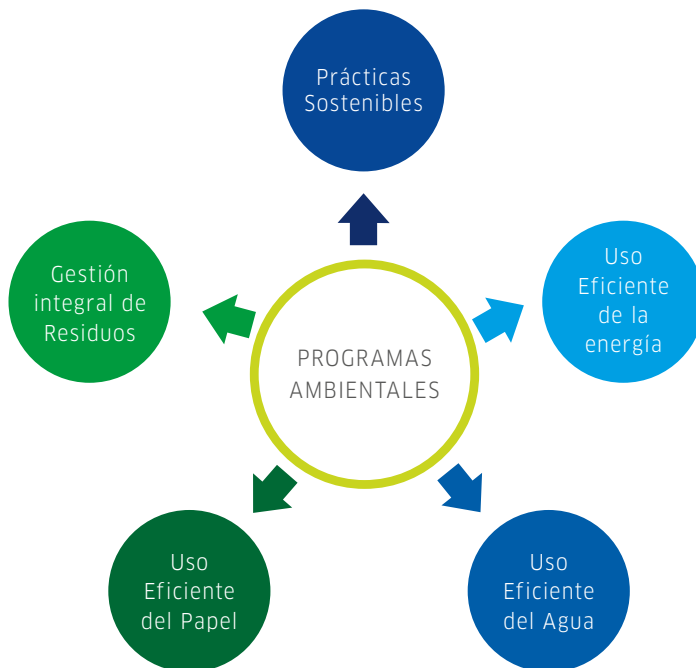 Prácticas
Sostenibles
Uso
Eficiente
de la
energía
Gestión
integral de
Residuos
PROGRAMAS
AMBIENTALES
Uso
Eficiente
del Papel
Uso
Eficiente
del Agua